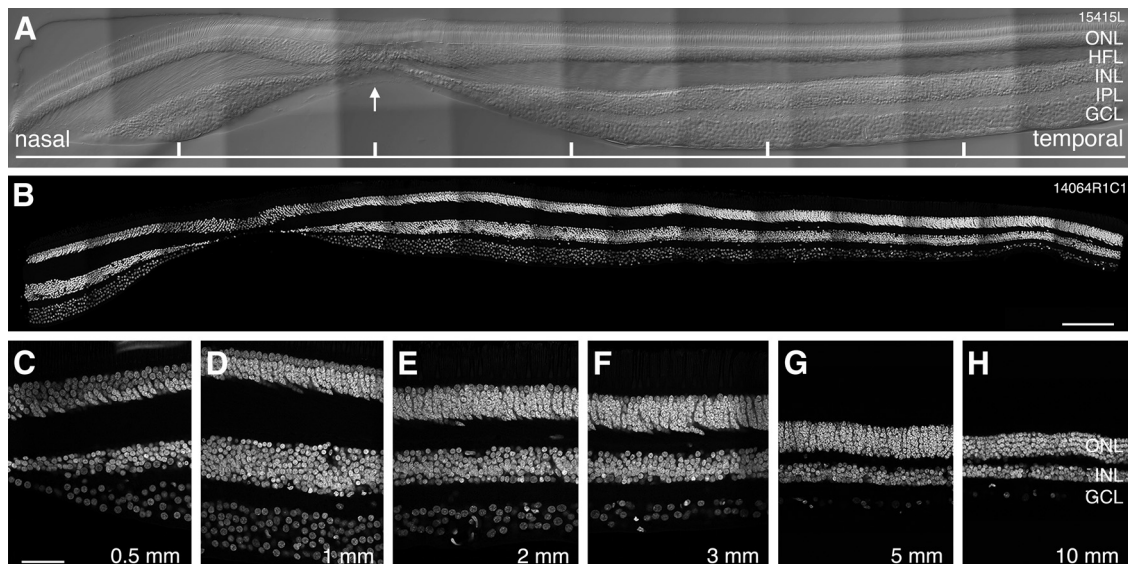 A
15415L
ONL
HFL
INL
IPL
GCL
nasal
temporal
B
14064R1C1
C
D
E
F
G
H
ONL
INL
GCL
0.5 mm
1 mm
2 mm
3 mm
5 mm
10 mm